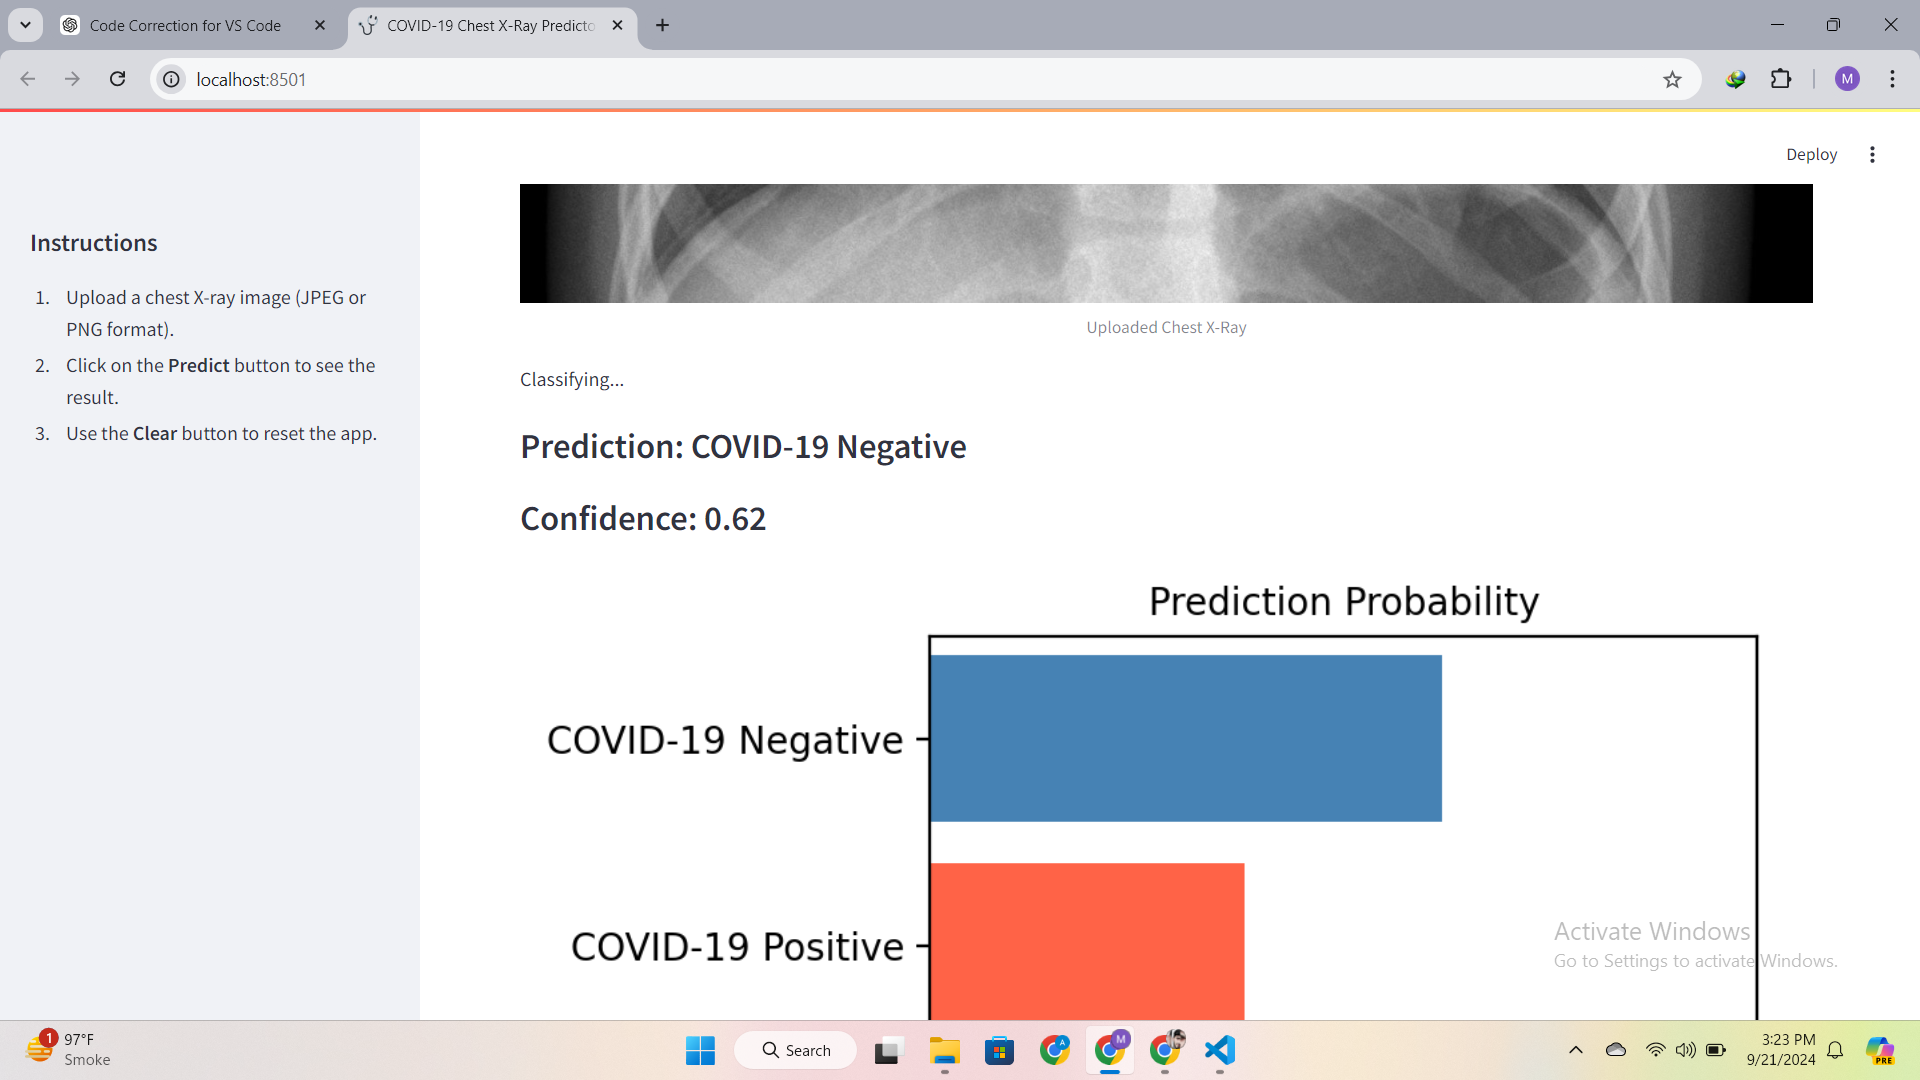 Code Correction for VS Code
COVID-19 Chest X-Ray Predicto
localhost:8501
M
Deploy
Instructions
1. Upload a chest X-ray image (JPEG or
PNG format).
2. Click on the Predict button to see the
result.
3. Use the Clear button to reset the app.
Uploaded Chest X-Ray
Classifying...
Prediction: COVID-19 Negative
Confidence: 0.62
Prediction Probability
COVID-19 Negative
COVID-19 Positive
Activate Windows
Go to Settings to activate Windows.
1
97°F
Smoke
Search
A
M
3:23 PM
9/21/2024
PRE